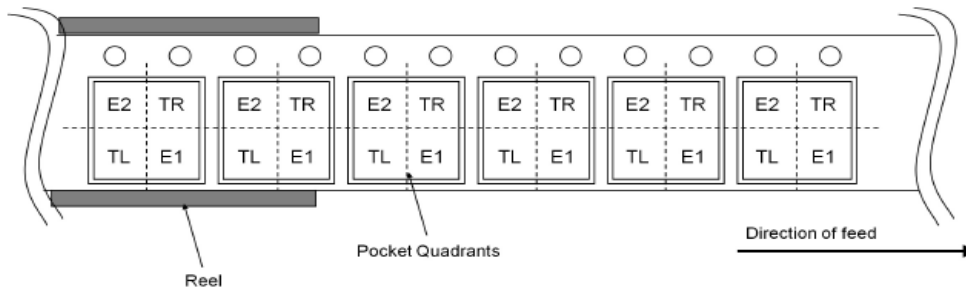 E2 TR E2 TR E2 TR E2 TR E2 TR E2 TR
TL E1 TL E1 TL E1 TL E1 TL E1 TL E1
Direction of feed
Pocket Quadrants
Reel